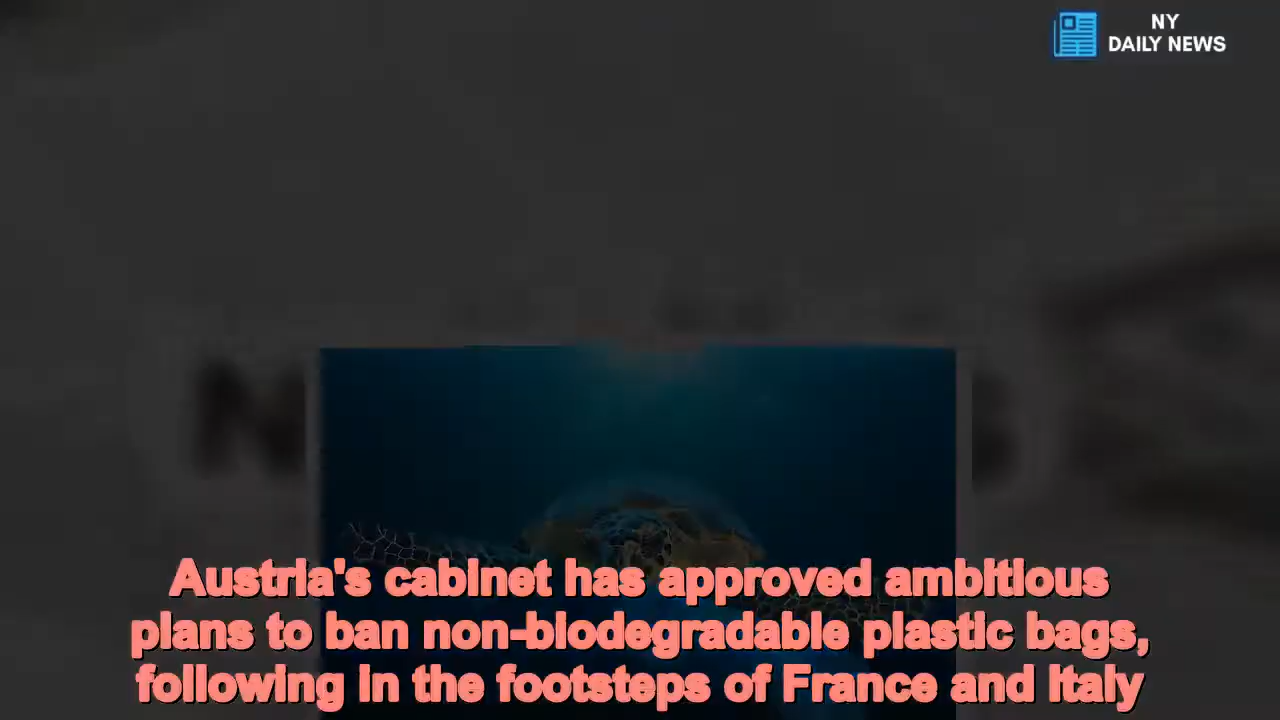 NY
DAILY NEWS
Austria's cabinet has approved ambitious
plans to ban non-biodegradable plastic bags,
following in the footsteps of France and Italy